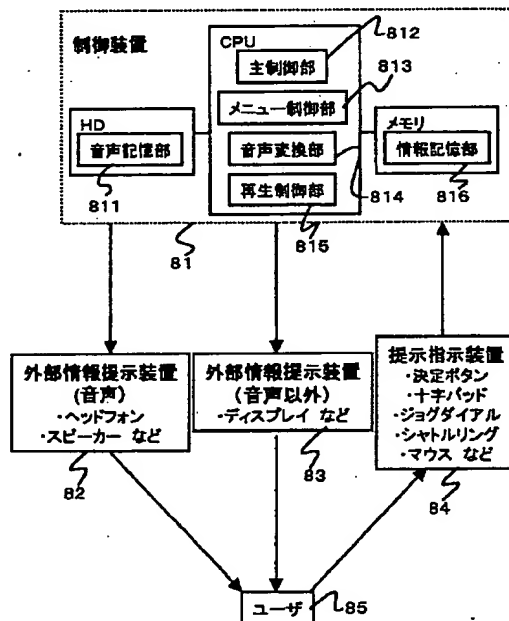 制御装置
CPU
812
主制御部
813
メニュー制御部
HD
音声記憶部
811
音声変換部
再生制御部
メモリ
情報記憶部
814
816
815
81
外部情報提示装置
(音声)
・ヘッドフォン
・スピーカー など
82
外部情報提示装置
(音声以外)
・ディスプレイ など
83
提示指示装置
・決定ボタン
・十字パッド
・ジョグダイアル
・シャトルリング
・マウス など
84
ユーザ
85